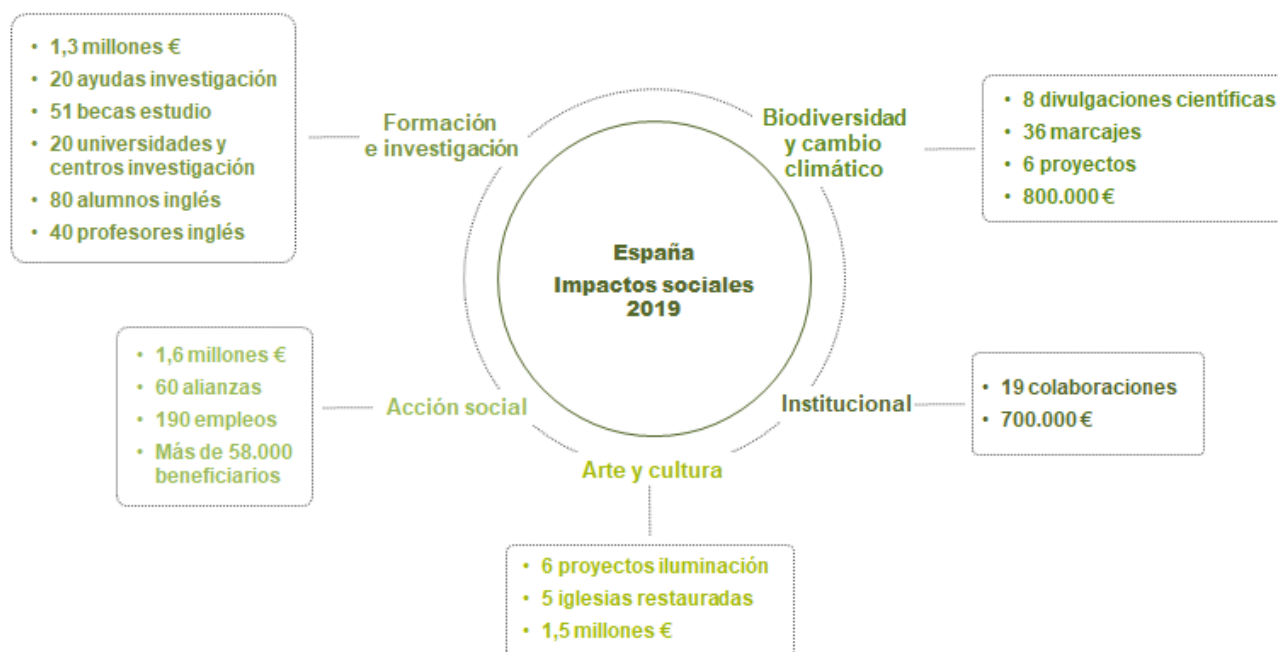 • 1,3 millones €
• 20 ayudas investigación
• 51 becas estudio
• 20 universidades y
centros investigación
• 80 alumnos inglés
• 40 profesores inglés
Formación
e investigación
Biodiversidad
y cambio
climático
• 8 divulgaciones científicas
• 36 marcajes
• 6 proyectos
• 800.000 €
España
Impactos sociales
2019
• 1,6 millones €
• 60 alianzas
• 190 empleos
• Más de 58.000
beneficiarios
Acción social
Institucional
• 19 colaboraciones
• 700.000 €
Arte y cultura
• 6 proyectos iluminación
• 5 iglesias restauradas
• 1,5 millones €